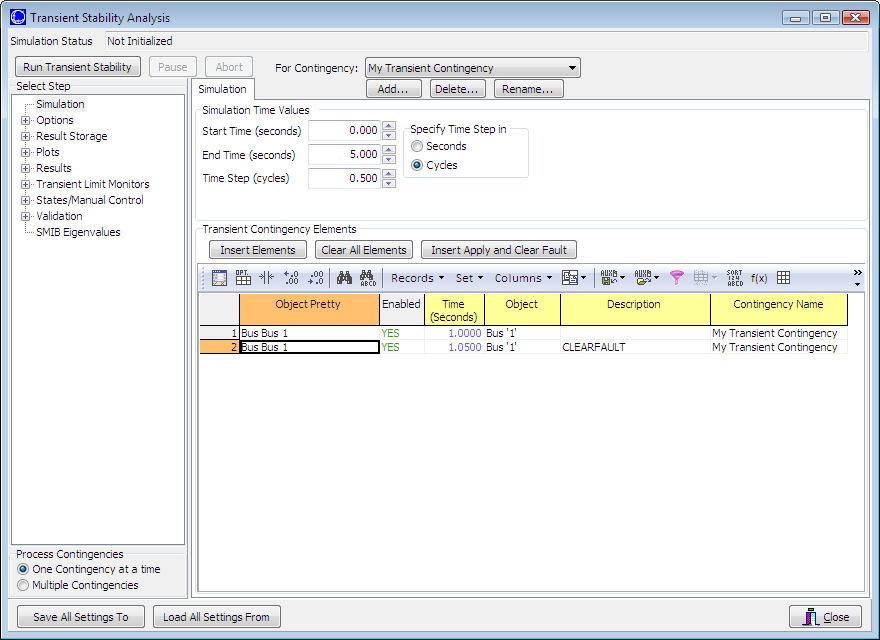 Transient Stability Analysis
Simulation Status Not Initialized
Run Transient Stability Pause Abort For Contingency: My Transient Contingency
Add... Delete... Rename...
Select Step
Simulation
Options
Result Storage
Plots
Results
Transient Limit Monitors
States/Manual Control
Validation
SMIB Eigenvalues
Process Contingencies
One Contingency at a time
Multiple Contingencies
Simulation
Simulation Time Values
Start Time (seconds) 0.000
End Time (seconds) 5.000
Time Step (cycles) 0.500
Specify Time Step in
Seconds
Cycles
Transient Contingency Elements
Insert Elements Clear All Elements Insert Apply and Clear Fault
Records Set Columns f(x)
Object Pretty Enabled Time (Seconds) Object Description Contingency Name
1 Bus Bus 1 YES 1.0000 Bus '1' My Transient Contingency
2 Bus Bus 1 YES 1.0500 Bus '1' CLEARFAULT My Transient Contingency
Save All Settings To Load All Settings From Close